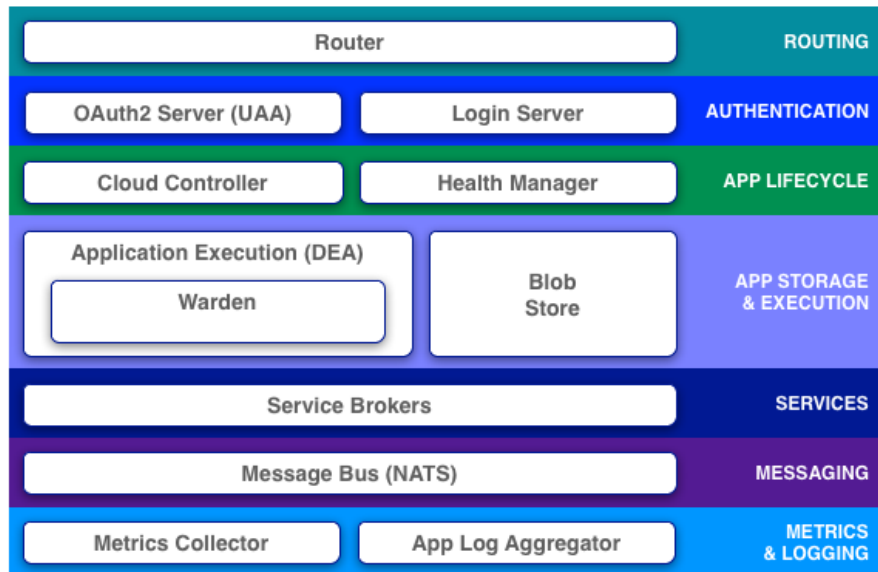 Router
ROUTING
OAuth2 Server (UAA)
Login Server
AUTHENTICATION
Cloud Controller
Health Manager
APP LIFECYCLE
Application Execution (DEA)
Warden
Blob
Store
APP STORAGE
& EXECUTION
Service Brokers
SERVICES
Message Bus (NATS)
MESSAGING
Metrics Collector
App Log Aggregator
METRICS
& LOGGING